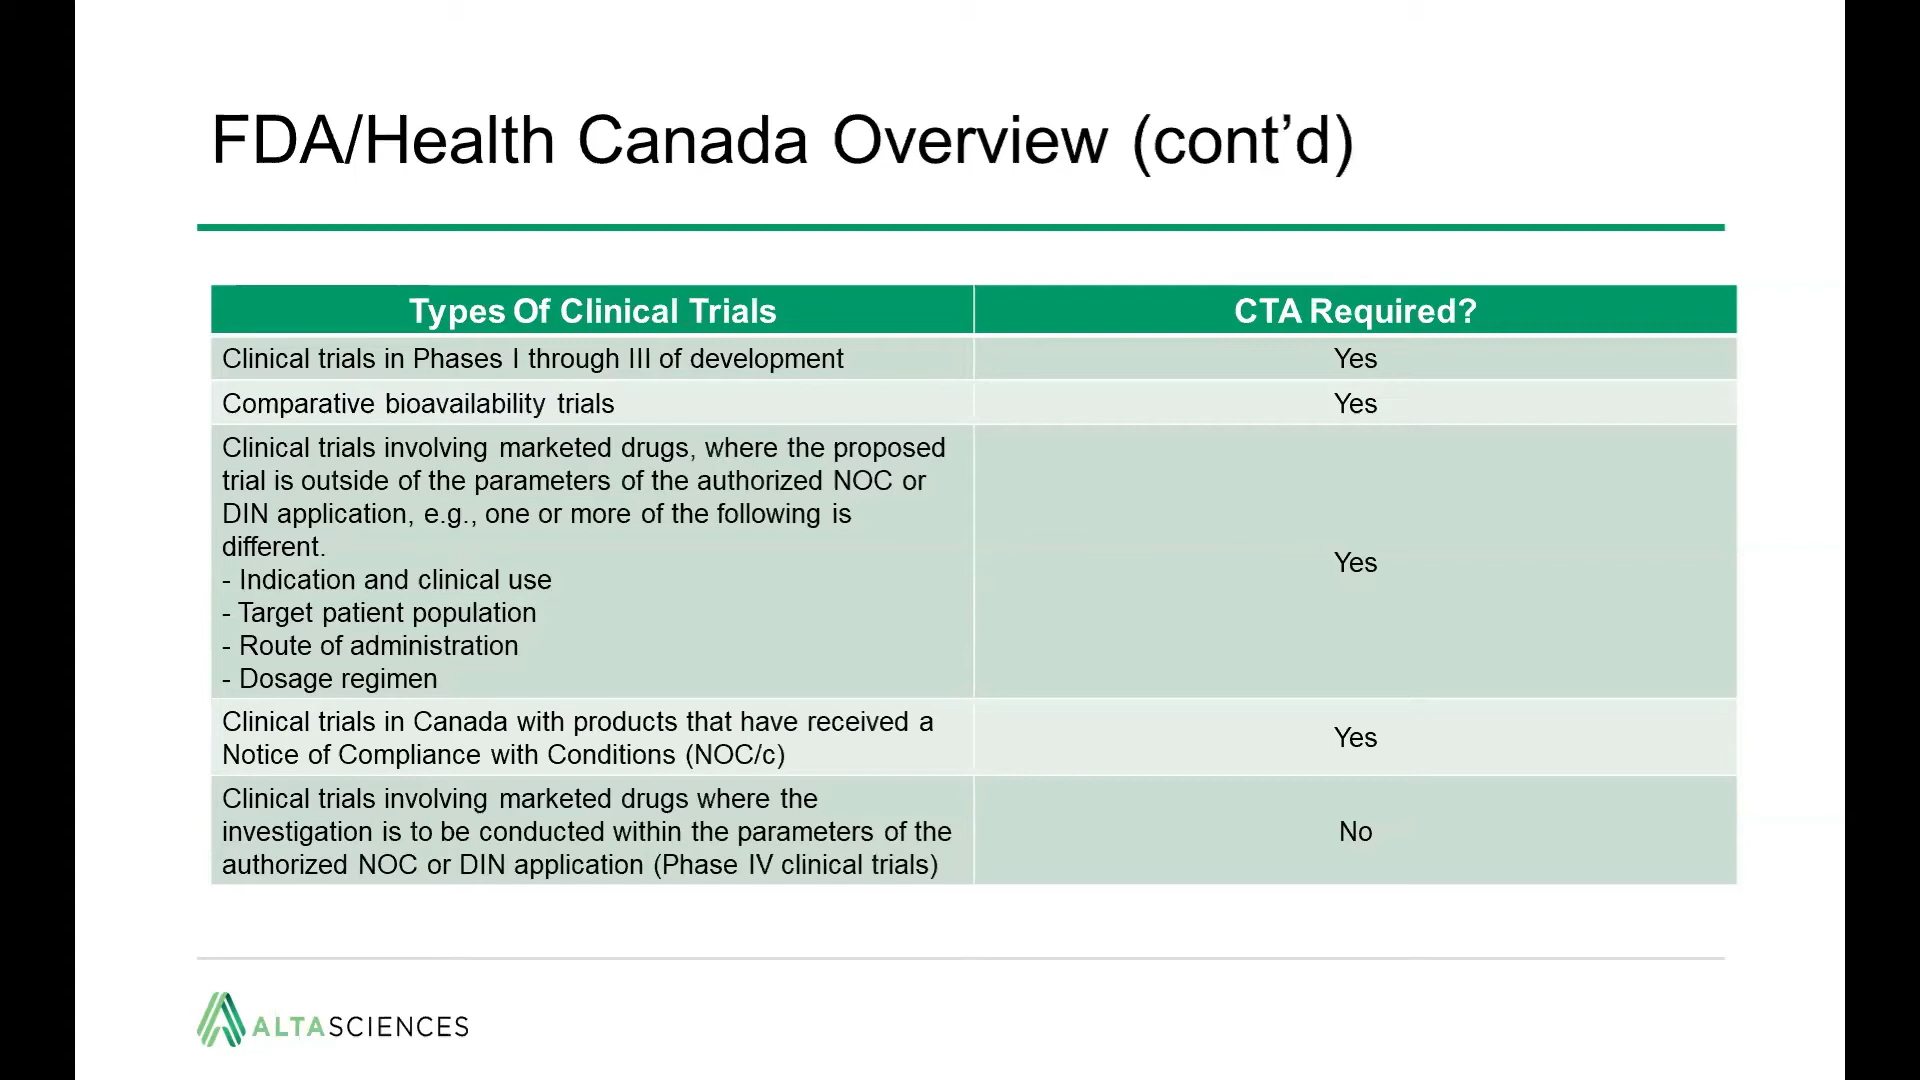 FDA/Health Canada Overview (cont’d)
Types Of Clinical Trials
CTA Required?
Clinical trials in Phases I through III of development
Yes
Comparative bioavailability trials
Yes
Clinical trials involving marketed drugs, where the proposed
trial is outside of the parameters of the authorized NOC or
DIN application, e.g., one or more of the following is
different.
- Indication and clinical use
- Target patient population
- Route of administration
- Dosage regimen
Yes
Clinical trials in Canada with products that have received a
Notice of Compliance with Conditions (NOC/c)
Yes
Clinical trials involving marketed drugs where the
investigation is to be conducted within the parameters of the
authorized NOC or DIN application (Phase IV clinical trials)
No
ALTASCIENCES